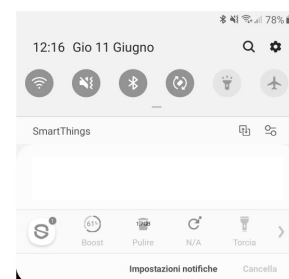 78%
12:16 Gio 11 Giugno
SmartThings
61%
Boost Pulire N/A Torcia
Impostazioni notifiche Cancella